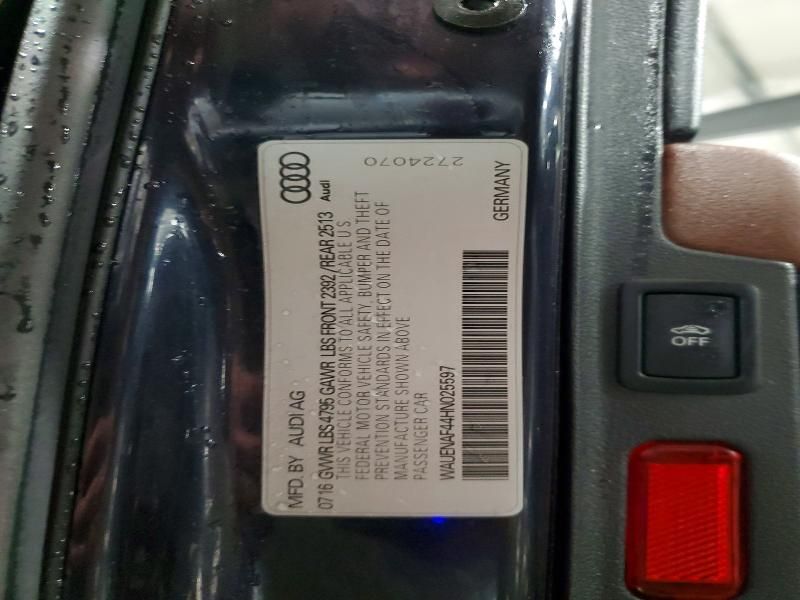 2724070
Audi
MFD. BY AUDI AG
0716 GVWR LBS 4795 GAWR LBS FRONT 2392/REAR 2513
THIS VEHICLE CONFORMS TO ALL APPLICABLE U S
FEDERAL MOTOR VEHICLE SAFETY, BUMPER AND THEFT
PREVENTION STANDARDS IN EFFECT ON THE DATE OF
MANUFACTURE SHOWN ABOVE
PASSENGER CAR
WAUENAF44HN025597
GERMANY
OFF